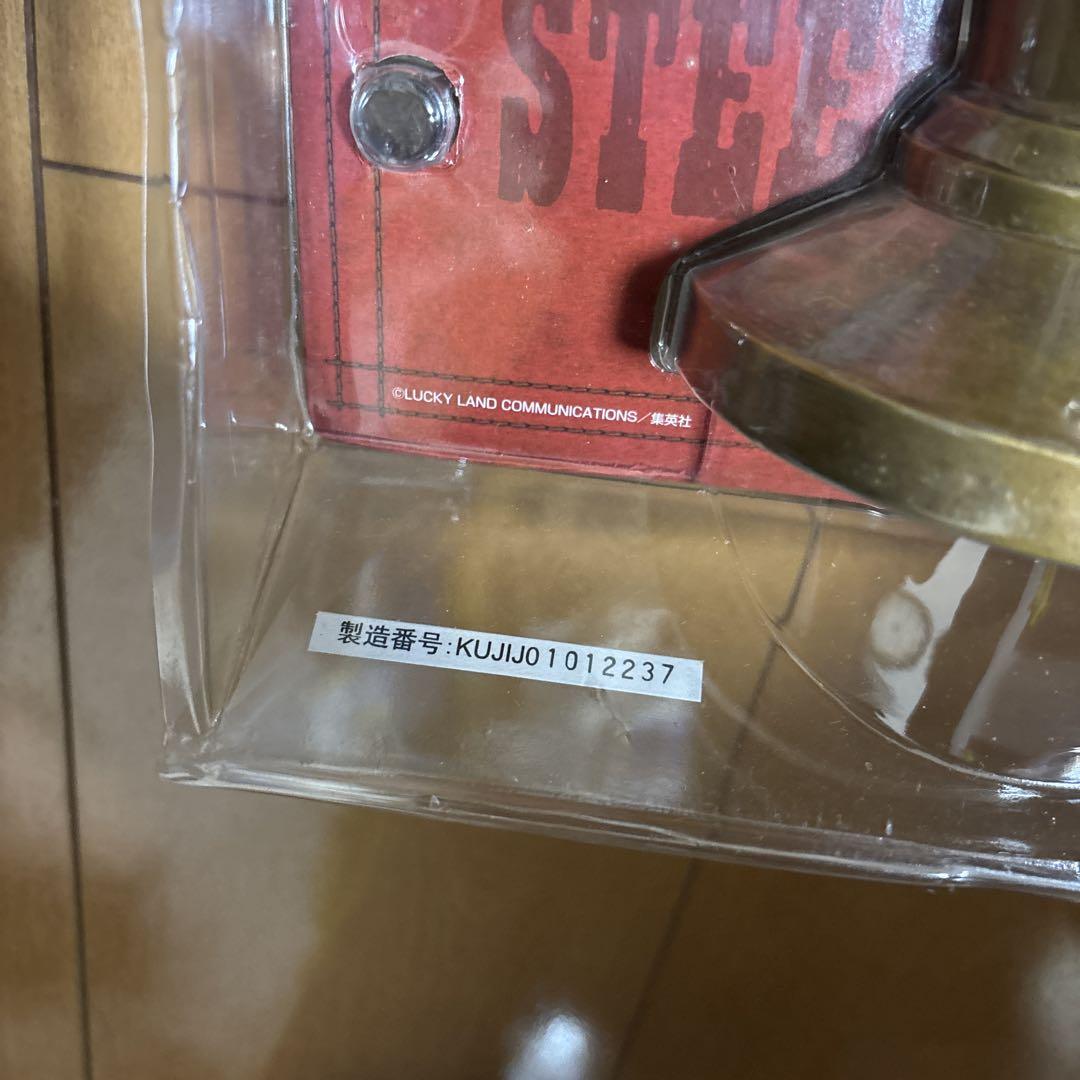 STEE
©LUCKY LAND COMMUNICATIONS／集英社
製造番号:KUJIJ01012237